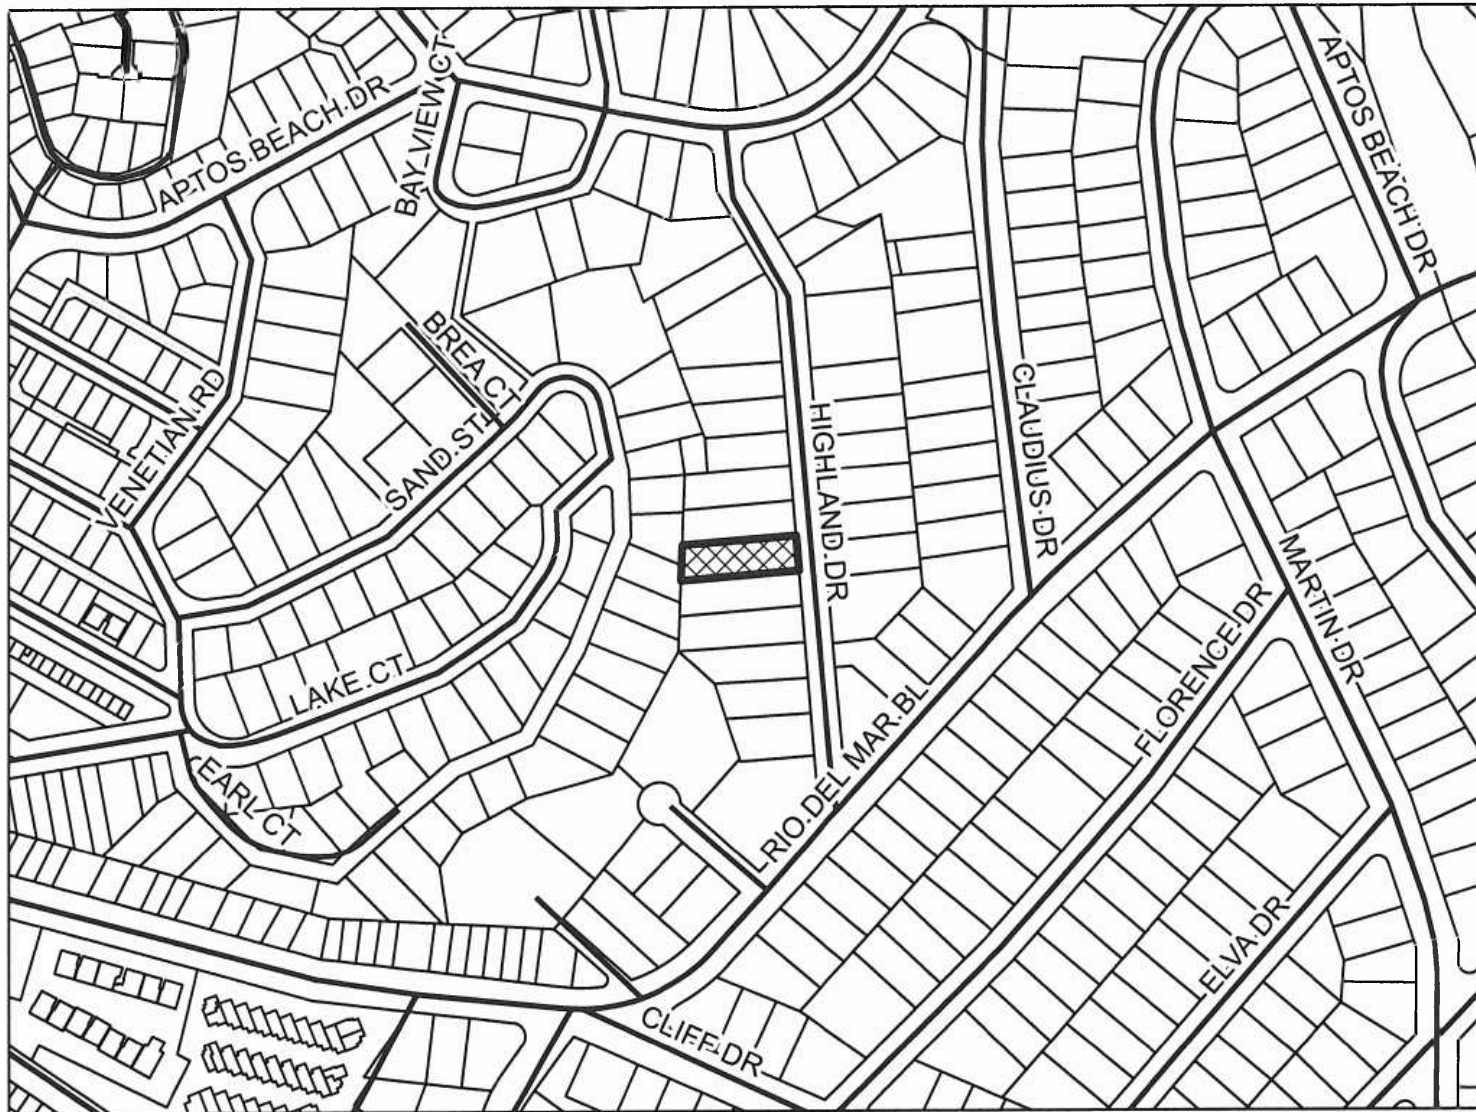 APTOS BEACH DR
BAY VIEW CT
APTOS BEACH DR
BREA CT
VENETIAN RD
SAND ST
HIGHLAND DR
CLAUDIUS DR
MARTIN DR
LAKE CT
FLORENCE DR
RIO DEL MAR BL
EARL CT
ELVA DR
CLIFF DR